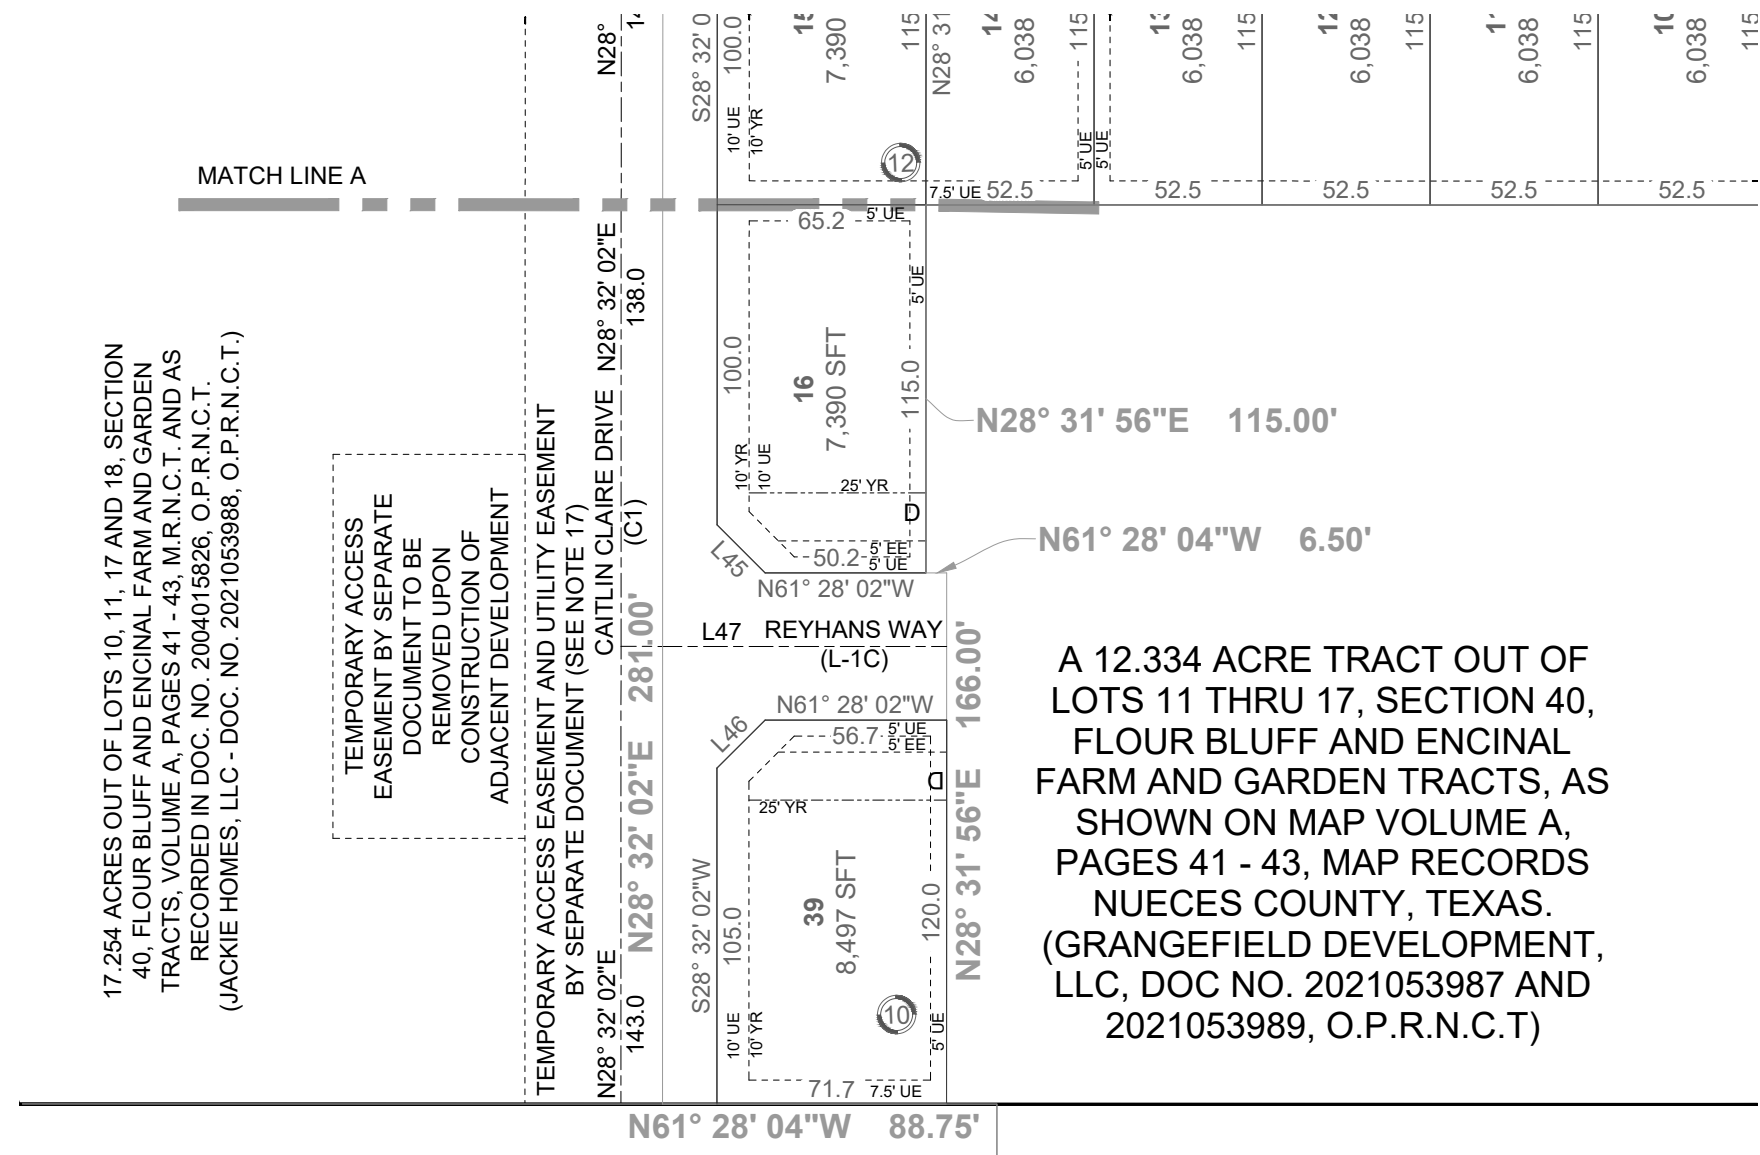 N28°
S28° 32' 0
100.0
7,390
115
N28° 31
6,038
115
6,038
115
6,038
115
6,038
115
6,038
115
10' UE
10' YR
12
5' UE
5' UE
MATCH LINE A
7.5' UE
52.5
52.5
52.5
52.5
52.5
5' UE
65.2
N28° 32' 02"E
138.0
5' UE
100.0
16
7,390 SFT
115.0
N28° 31' 56"E 115.00'
10' YR
10' UE
25' YR
D
N61° 28' 04"W 6.50'
L45
50.2
5' EE
5' UE
N61° 28' 02"W
17.254 ACRES OUT OF LOTS 10, 11, 17 AND 18, SECTION
40, FLOUR BLUFF AND ENCINAL FARM AND GARDEN
TRACTS, VOLUME A, PAGES 41 - 43, M.R.N.C.T. AND AS
RECORDED IN DOC. NO. 2004015826, O.P.R.N.C.T.
(JACKIE HOMES, LLC - DOC. NO. 2021053988, O.P.R.N.C.T.)
TEMPORARY ACCESS
EASEMENT BY SEPARATE
DOCUMENT TO BE
REMOVED UPON
CONSTRUCTION OF
ADJACENT DEVELOPMENT
TEMPORARY ACCESS EASEMENT AND UTILITY EASEMENT
BY SEPARATE DOCUMENT (SEE NOTE 17)
CAITLIN CLAIRE DRIVE
(C1)
N28° 32' 02"E 281.00'
L47
REYHANS WAY
(L-1C)
N61° 28' 02"W
L46
56.7
5' UE
5' EE
D
25' YR
N28° 31' 56"E 166.00'
A 12.334 ACRE TRACT OUT OF
LOTS 11 THRU 17, SECTION 40,
FLOUR BLUFF AND ENCINAL
FARM AND GARDEN TRACTS, AS
SHOWN ON MAP VOLUME A,
PAGES 41 - 43, MAP RECORDS
NUECES COUNTY, TEXAS.
(GRANGEFIELD DEVELOPMENT,
LLC, DOC NO. 2021053987 AND
2021053989, O.P.R.N.C.T)
S28° 32' 02"W
105.0
39
8,497 SFT
120.0
N28° 32' 02"E
143.0
10' UE
10' YR
10
5' UE
71.7
7.5' UE
N61° 28' 04"W 88.75'